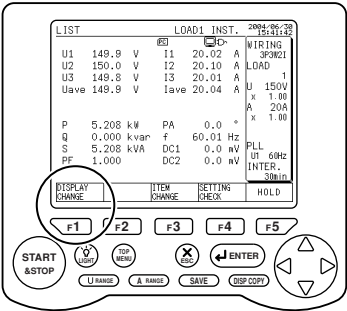 LIST LOAD1 INST. 2004/06/30
15:41:42
PC
U1 149.9 V I1 20.02 A
U2 150.0 V I2 20.10 A
U3 149.8 V I3 20.01 A
Uave 149.9 V Iave 20.04 A
P 5.208 kW PA 0.0 °
Q 0.000 kvar f 60.01 Hz
S 5.208 kVA DC1 0.0 mV
PF 1.000 DC2 0.0 mV
WIRING
3P3W2I
LOAD
1
U 150V
x 1.00
A 20A
x 1.00
PLL
U1 60Hz
INTER.
30min
DISPLAY CHANGE
ITEM CHANGE
SETTING CHECK
HOLD
F1 F2 F3 F4 F5
START &STOP
LIGHT
TOP MENU
ESC
ENTER
U RANGE A RANGE SAVE DISP COPY